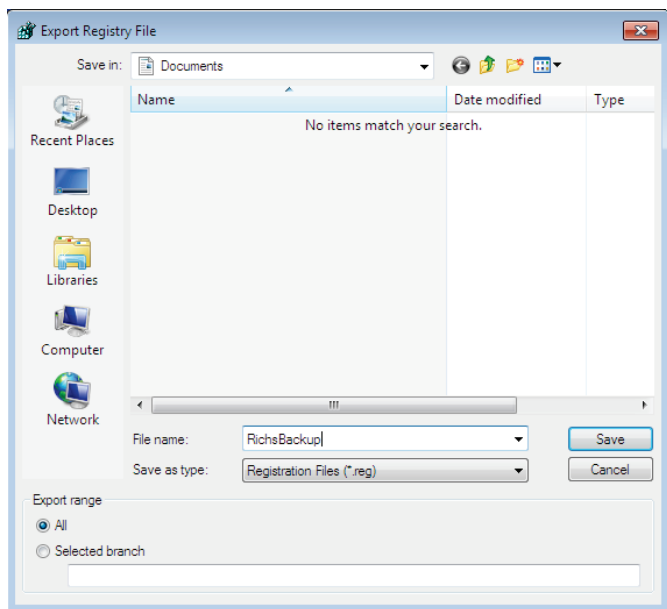 Export Registry File
Save in: Documents
Name Date modified Type
No items match your search.
Recent Places
Desktop
Libraries
Computer
Network
File name: RichsBackup Save
Save as type: Registration Files (*.reg) Cancel
Export range
All
Selected branch